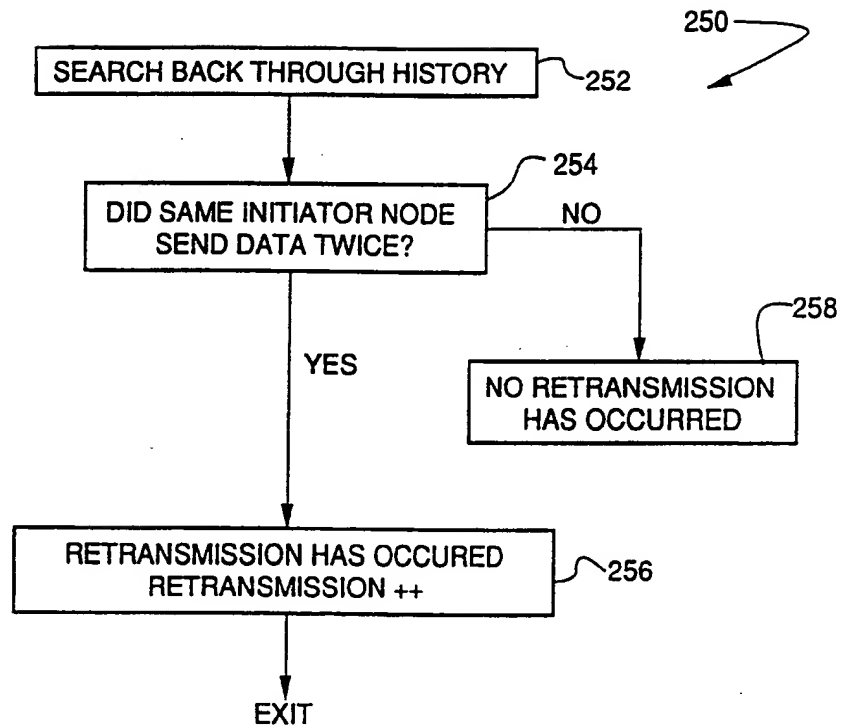 250
SEARCH BACK THROUGH HISTORY
252
254
DID SAME INITIATOR NODE
SEND DATA TWICE?
NO
258
YES
NO RETRANSMISSION
HAS OCCURRED
RETRANSMISSION HAS OCCURED
RETRANSMISSION ++
256
EXIT